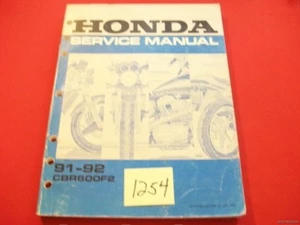 HONDA
SERVICE MANUAL
91-92
CBR600F2
1254